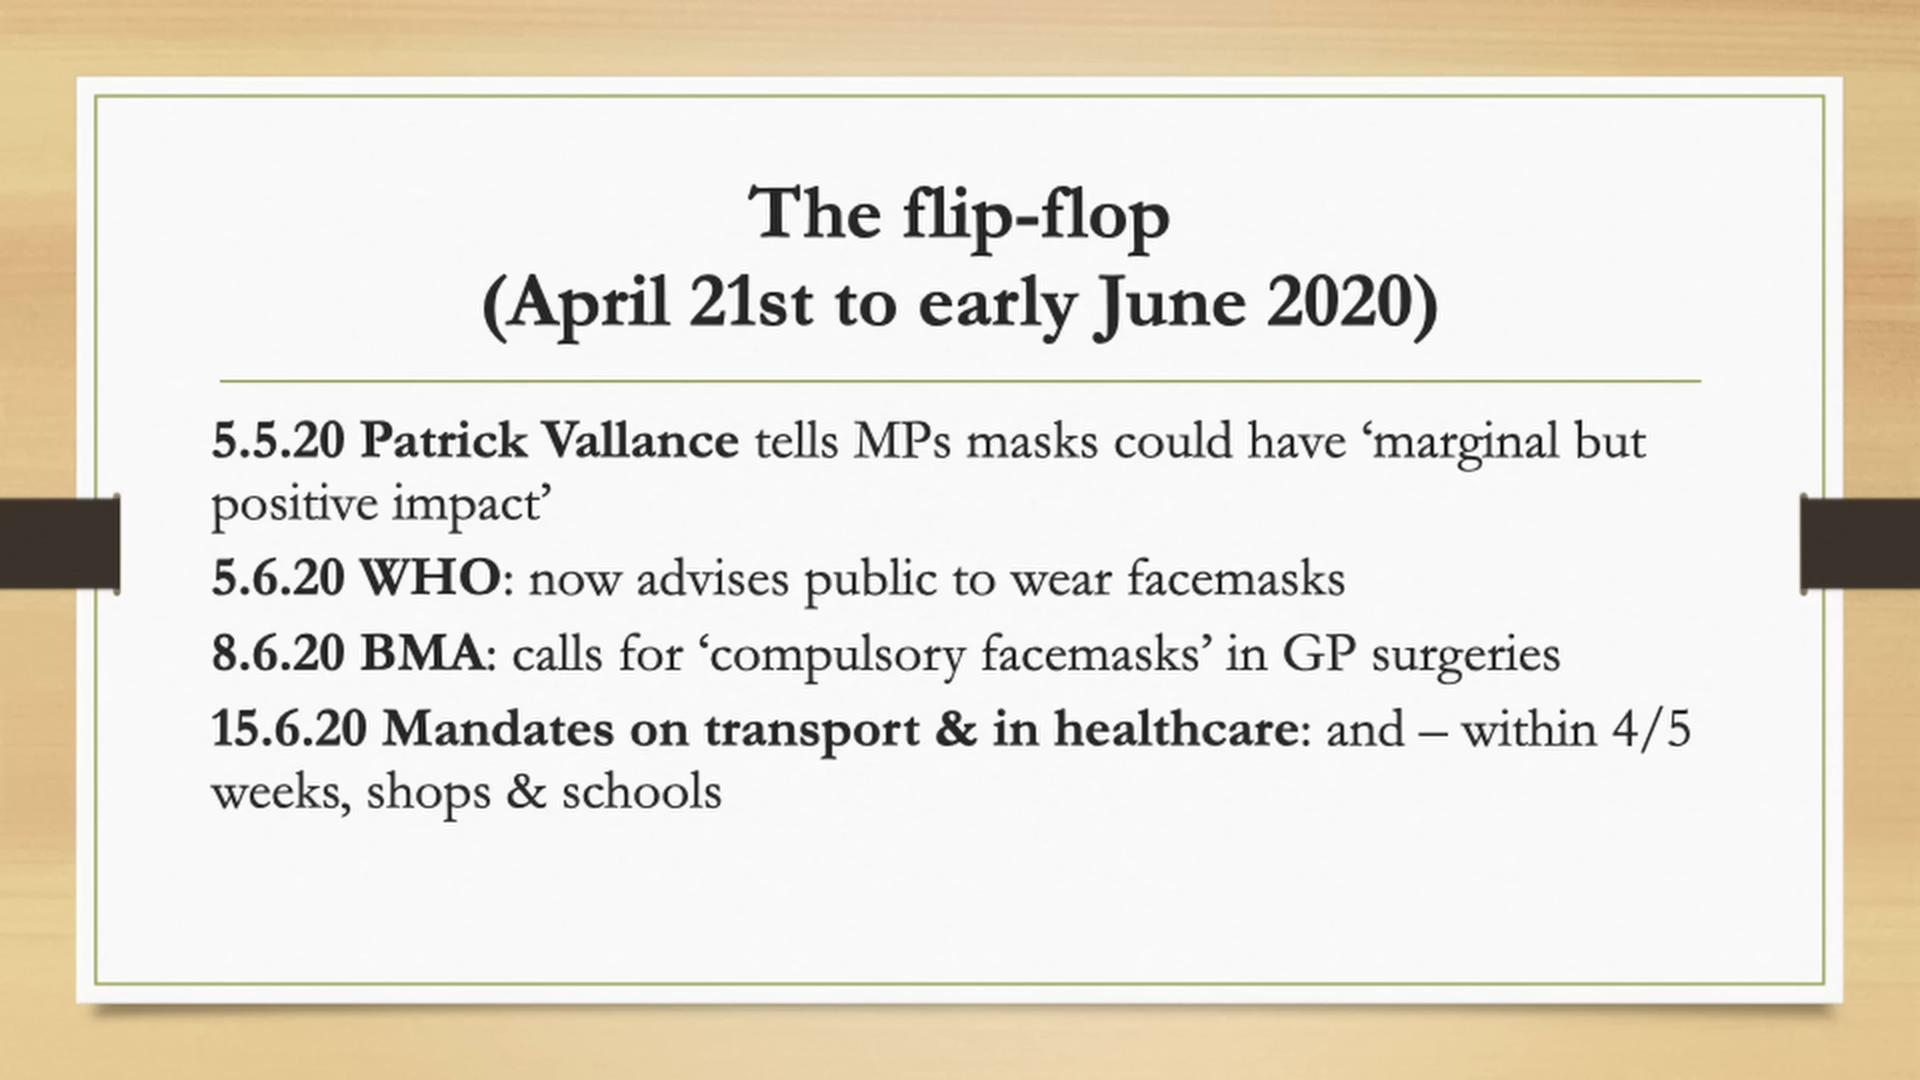 The flip-flop
(April 21st to early June 2020)
5.5.20 Patrick Vallance tells MPs masks could have ‘marginal but
positive impact’
5.6.20 WHO: now advises public to wear facemasks
8.6.20 BMA: calls for ‘compulsory facemasks’ in GP surgeries
15.6.20 Mandates on transport & in healthcare: and – within 4/5
weeks, shops & schools